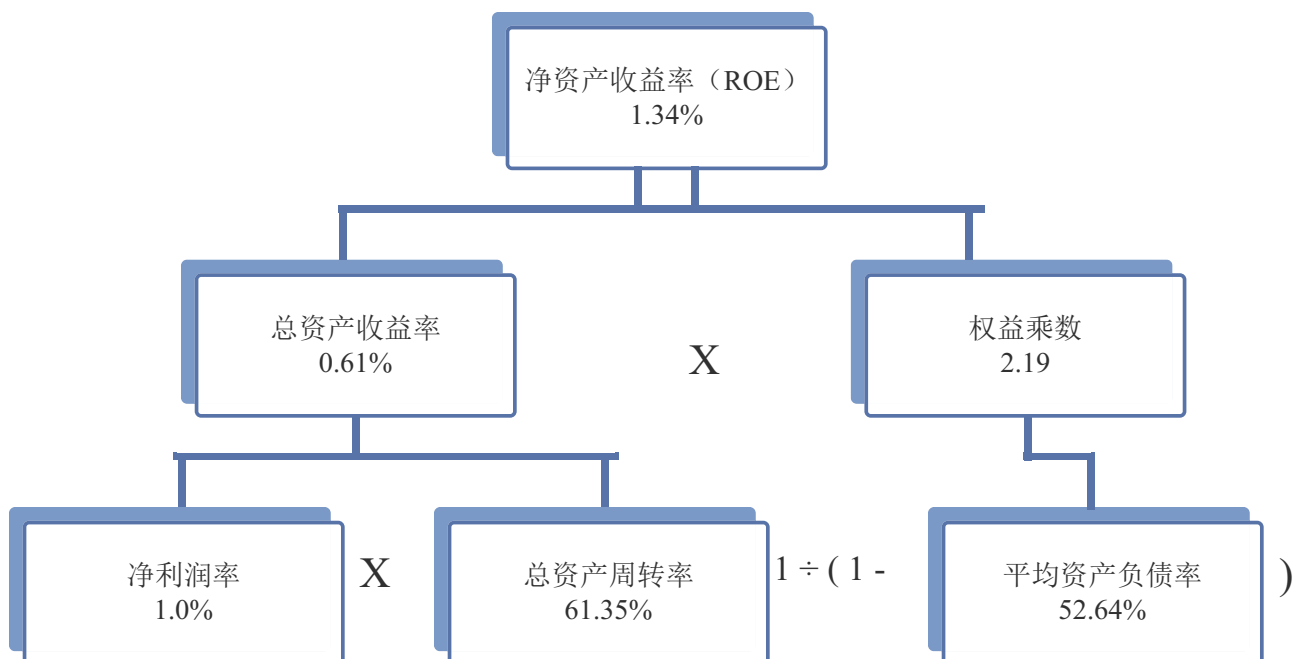 净资产收益率（ROE）
1.34%
总资产收益率
0.61%
X
权益乘数
2.19
净利润率
1.0%
X
总资产周转率
61.35%
1 ÷ ( 1 -
平均资产负债率
52.64%
)